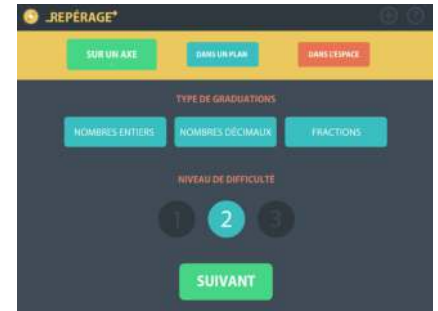 _REPÉRAGE+
SUR UN AXE DANS UN PLAN DANS L'ESPACE
TYPE DE GRADUATIONS
NOMBRES ENTIERS NOMBRES DÉCIMAUX FRACTIONS
NIVEAU DE DIFFICULTÉ
1 2 3
SUIVANT